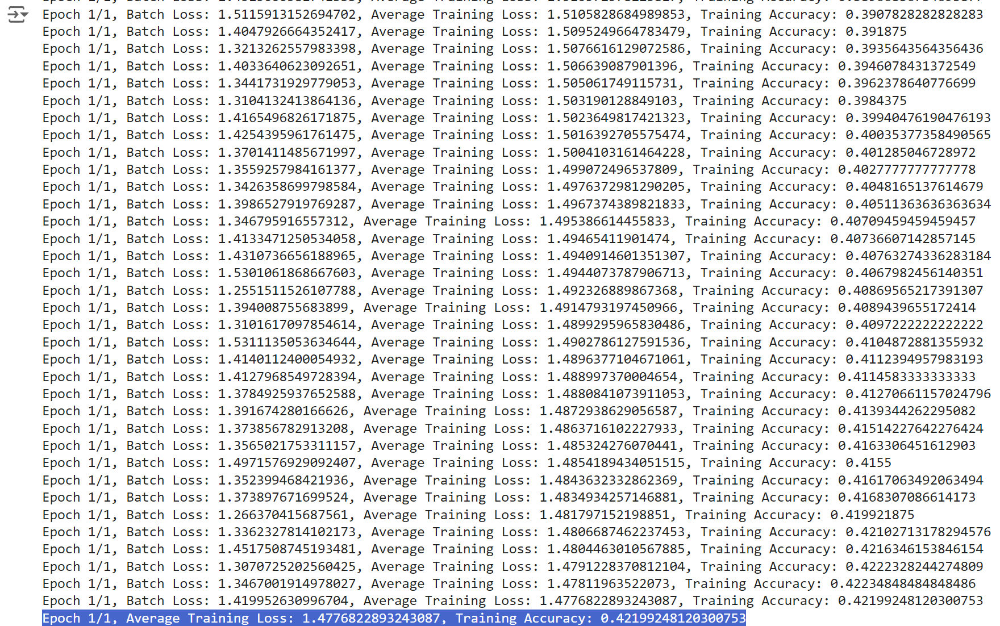 Epoch 1/1, Batch Loss: 1.5115913152694702, Average Training Loss: 1.5105828684989853, Training Accuracy: 0.3907828282828283
Epoch 1/1, Batch Loss: 1.4047926664352417, Average Training Loss: 1.5095249664783479, Training Accuracy: 0.391875
Epoch 1/1, Batch Loss: 1.3213262557983398, Average Training Loss: 1.5076616129072586, Training Accuracy: 0.3935643564356436
Epoch 1/1, Batch Loss: 1.4033640623092651, Average Training Loss: 1.506639087901396, Training Accuracy: 0.3946078431372549
Epoch 1/1, Batch Loss: 1.3441731929779053, Average Training Loss: 1.505061749115731, Training Accuracy: 0.3962378640776699
Epoch 1/1, Batch Loss: 1.3104132413864136, Average Training Loss: 1.503190128849103, Training Accuracy: 0.3984375
Epoch 1/1, Batch Loss: 1.4165496826171875, Average Training Loss: 1.5023649817421323, Training Accuracy: 0.39940476190476193
Epoch 1/1, Batch Loss: 1.4254395961761475, Average Training Loss: 1.5016392705575474, Training Accuracy: 0.40035377358490565
Epoch 1/1, Batch Loss: 1.3701411485671997, Average Training Loss: 1.5004103161464228, Training Accuracy: 0.401285046728972
Epoch 1/1, Batch Loss: 1.3559257984161377, Average Training Loss: 1.499072496537809, Training Accuracy: 0.4027777777777778
Epoch 1/1, Batch Loss: 1.3426358699798584, Average Training Loss: 1.4976372981290205, Training Accuracy: 0.4048165137614679
Epoch 1/1, Batch Loss: 1.3986527919769287, Average Training Loss: 1.4967374389821833, Training Accuracy: 0.40511363636363634
Epoch 1/1, Batch Loss: 1.346795916557312, Average Training Loss: 1.495386614455833, Training Accuracy: 0.40709459459459457
Epoch 1/1, Batch Loss: 1.4133471250534058, Average Training Loss: 1.49465411901474, Training Accuracy: 0.40736607142857145
Epoch 1/1, Batch Loss: 1.4310736656188965, Average Training Loss: 1.4940914601351307, Training Accuracy: 0.40763274336283184
Epoch 1/1, Batch Loss: 1.5301061868667603, Average Training Loss: 1.4944073787906713, Training Accuracy: 0.4067982456140351
Epoch 1/1, Batch Loss: 1.2551511526107788, Average Training Loss: 1.492326889867368, Training Accuracy: 0.40869565217391307
Epoch 1/1, Batch Loss: 1.394008755683899, Average Training Loss: 1.4914793197450966, Training Accuracy: 0.4089439655172414
Epoch 1/1, Batch Loss: 1.3101617097854614, Average Training Loss: 1.4899295965830486, Training Accuracy: 0.4097222222222222
Epoch 1/1, Batch Loss: 1.5311135053634644, Average Training Loss: 1.4902786127591536, Training Accuracy: 0.4104872881355932
Epoch 1/1, Batch Loss: 1.4140112400054932, Average Training Loss: 1.4896377104671061, Training Accuracy: 0.4112394957983193
Epoch 1/1, Batch Loss: 1.4127968549728394, Average Training Loss: 1.488997370004654, Training Accuracy: 0.4114583333333333
Epoch 1/1, Batch Loss: 1.3784925937652588, Average Training Loss: 1.4880841073911053, Training Accuracy: 0.41270661157024796
Epoch 1/1, Batch Loss: 1.391674280166626, Average Training Loss: 1.4872938629056587, Training Accuracy: 0.4139344262295082
Epoch 1/1, Batch Loss: 1.373856782913208, Average Training Loss: 1.4863716102227933, Training Accuracy: 0.41514227642276424
Epoch 1/1, Batch Loss: 1.3565021753311157, Average Training Loss: 1.485324276070441, Training Accuracy: 0.4163306451612903
Epoch 1/1, Batch Loss: 1.4971576929092407, Average Training Loss: 1.4854189434051515, Training Accuracy: 0.4155
Epoch 1/1, Batch Loss: 1.352399468421936, Average Training Loss: 1.4843632332862369, Training Accuracy: 0.41617063492063494
Epoch 1/1, Batch Loss: 1.373897671699524, Average Training Loss: 1.4834934257146881, Training Accuracy: 0.4168307086614173
Epoch 1/1, Batch Loss: 1.266370415687561, Average Training Loss: 1.481797152198851, Training Accuracy: 0.419921875
Epoch 1/1, Batch Loss: 1.3362327814102173, Average Training Loss: 1.4806687462237453, Training Accuracy: 0.42102713178294576
Epoch 1/1, Batch Loss: 1.4517508745193481, Average Training Loss: 1.4804463010567885, Training Accuracy: 0.4216346153846154
Epoch 1/1, Batch Loss: 1.3070725202560425, Average Training Loss: 1.4791228370812104, Training Accuracy: 0.4222328244274809
Epoch 1/1, Batch Loss: 1.3467001914978027, Average Training Loss: 1.47811963522073, Training Accuracy: 0.42234848484848486
Epoch 1/1, Batch Loss: 1.419952630996704, Average Training Loss: 1.4776822893243087, Training Accuracy: 0.42199248120300753
Epoch 1/1, Average Training Loss: 1.4776822893243087, Training Accuracy: 0.42199248120300753